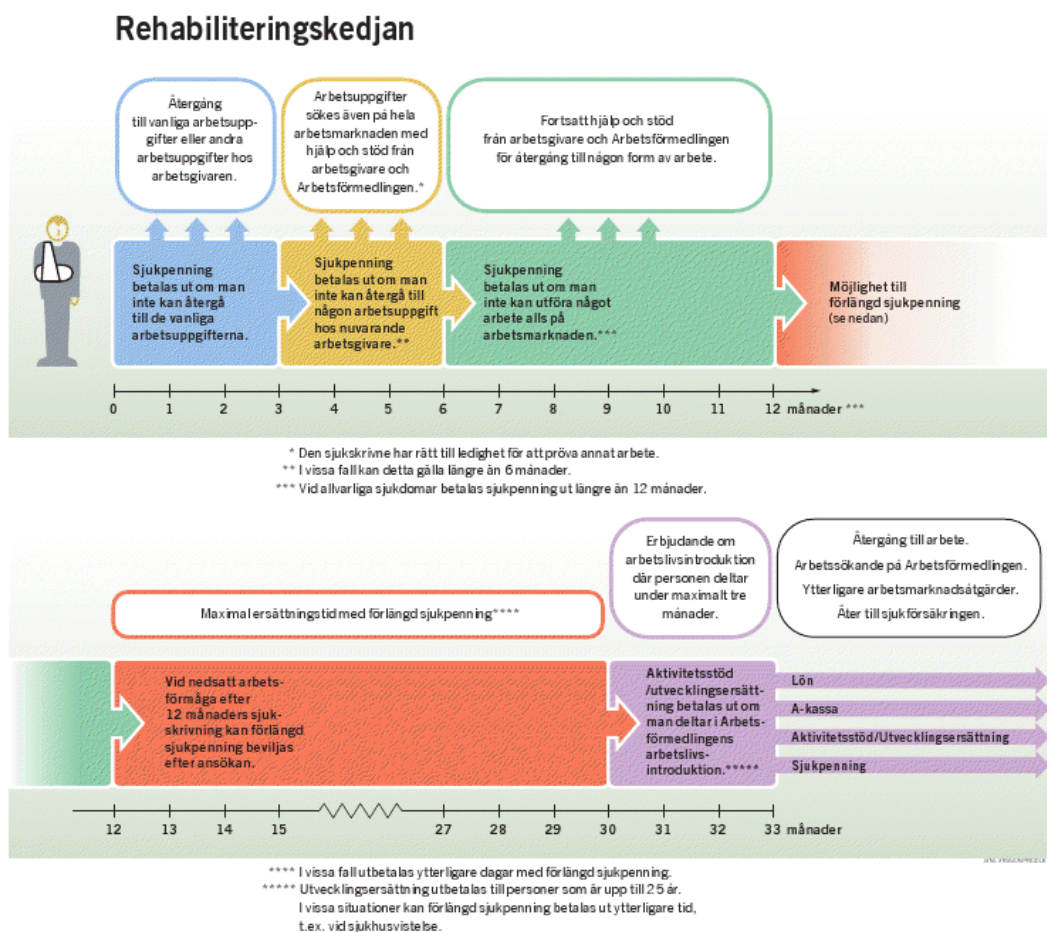 Rehabiliteringskedjan
Återgång
till vanliga arbetsupp-
gifter eller andra
arbetsuppgifter hos
arbetsgivaren.
Arbetsuppgifter
sökes även på hela
arbetsmarknaden med
hjälp och stöd från
arbetsgivare och
Arbetsförmedlingen.*
Fortsatt hjälp och stöd
från arbetsgivare och Arbetsförmedlingen
för återgång till någon form av arbete.
Sjukpenning
betalas ut om man
inte kan återgå
till de vanliga
arbetsuppgifterna.
Sjukpenning
betalas ut om man
inte kan återgå till
någon arbetsuppgift
hos nuvarande
arbetsgivare.**
Sjukpenning
betalas ut om man
inte kan utföra något
arbete alls på
arbetsmarknaden.***
Möjlighet till
förlängd sjukpenning
(se nedan)
0 1 2 3 4 5 6 7 8 9 10 11 12 månader ***
* Den sjukskrivne har rätt till ledighet för att pröva annat arbete.
** I vissa fall kan detta gälla längre än 6 månader.
*** Vid allvarliga sjukdomar betalas sjukpenning ut längre än 12 månader.
Maximal ersättningstid med förlängd sjukpenning****
Erbjudande om
arbetslivsintroduktion
där personen deltar
under maximalt tre
månader.
Återgång till arbete.
Arbetssökande på Arbetsförmedlingen.
Ytterligare arbetsmarknadsåtgärder.
Åter till sjukförsäkringen.
Vid nedsatt arbets-
förmåga efter
12 månaders sjuk-
skrivning kan förlängd
sjukpenning beviljas
efter ansökan.
Aktivitetsstöd
/utvecklingsersätt-
ning betalas ut om
man deltar i Arbets-
förmedlingens
arbetslivs-
introduktion.*****
Lön
A-kassa
Aktivitetsstöd/Utvecklingsersättning
Sjukpenning
12 13 14 15 27 28 29 30 31 32 33 månader
**** I vissa fall utbetalas ytterligare dagar med förlängd sjukpenning.
***** Utvecklingsersättning utbetalas till personer som är upp till 25 år.
I vissa situationer kan förlängd sjukpenning betalas ut ytterligare tid,
t.ex. vid sjukhusvistelse.